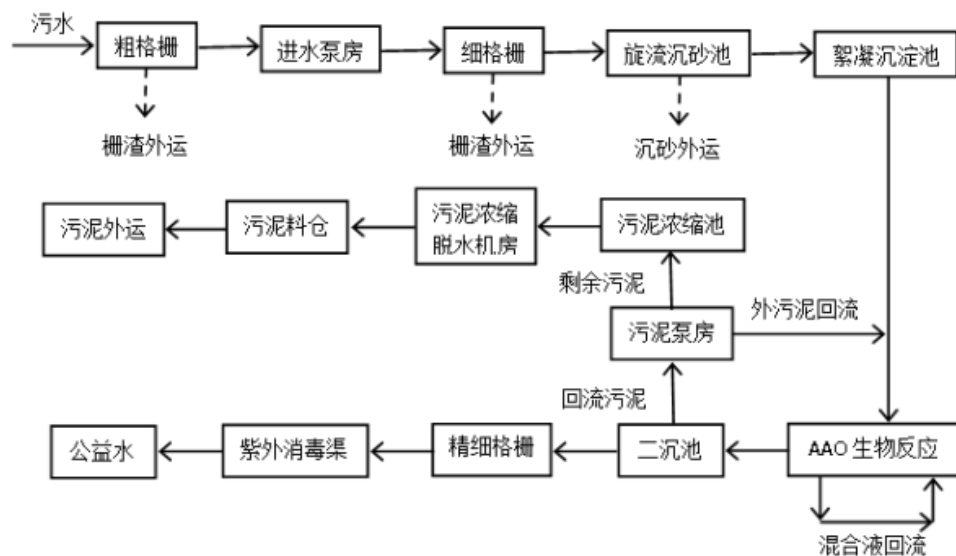 污水
粗格栅
进水泵房
细格栅
旋流沉砂池
絮凝沉淀池
栅渣外运
栅渣外运
沉砂外运
污泥外运
污泥料仓
污泥浓缩
脱水机房
污泥浓缩池
剩余污泥
外污泥回流
污泥泵房
回流污泥
公益水
紫外消毒渠
精细格栅
二沉池
AAO生物反应
混合液回流